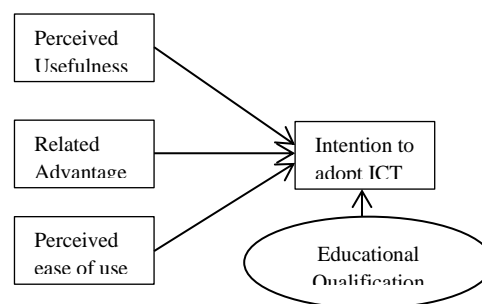 Perceived
Usefulness
Related
Advantage
Perceived
ease of use
Intention to
adopt ICT
Educational
Qualification